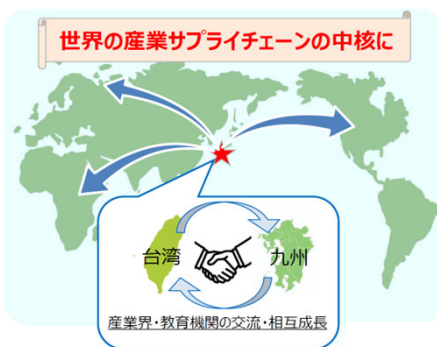 世界の産業サプライチェーンの中核に
台湾
九州
産業界・教育機関の交流・相互成長